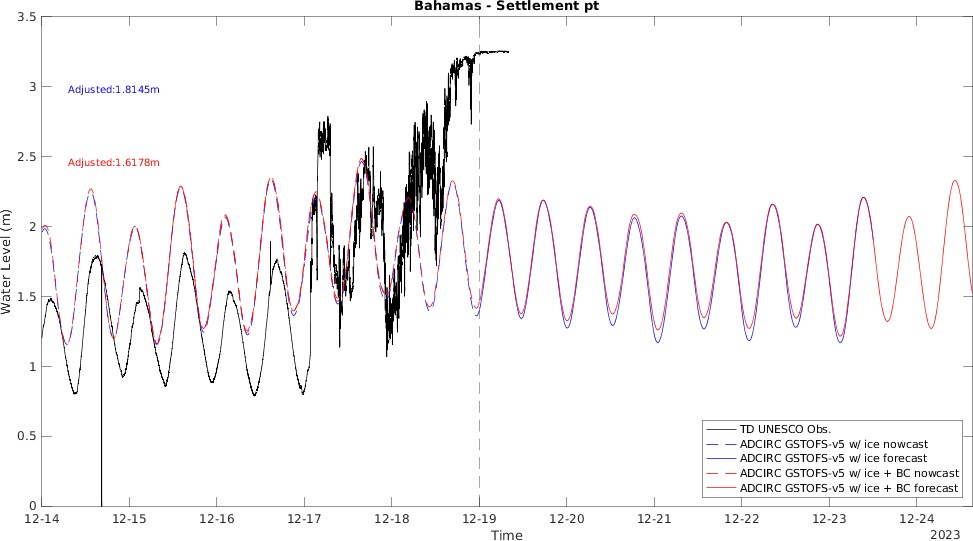 Bahamas - Settlement pt
3.5
3
2.5
2
1.5
1
0.5
0
Water Level (m)
Adjusted:1.8145m
Adjusted:1.6178m
TD UNESCO Obs.
ADCIRC GSTOFS-v5 w/ ice nowcast
ADCIRC GSTOFS-v5 w/ ice forecast
ADCIRC GSTOFS-v5 w/ ice + BC nowcast
ADCIRC GSTOFS-v5 w/ ice + BC forecast
12-14 12-15 12-16 12-17 12-18 12-19 12-20 12-21 12-22 12-23 12-24
Time
2023